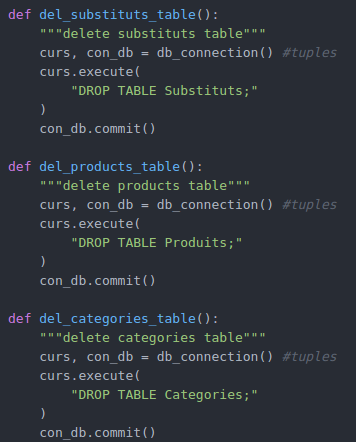 def del_substituts_table():
    """delete substituts table"""
    curs, con_db = db_connection() #tuples
    curs.execute(
        "DROP TABLE Substituts;"
    )
    con_db.commit()

def del_products_table():
    """delete products table"""
    curs, con_db = db_connection() #tuples
    curs.execute(
        "DROP TABLE Produits;"
    )
    con_db.commit()

def del_categories_table():
    """delete categories table"""
    curs, con_db = db_connection() #tuples
    curs.execute(
        "DROP TABLE Categories;"
    )
    con_db.commit()